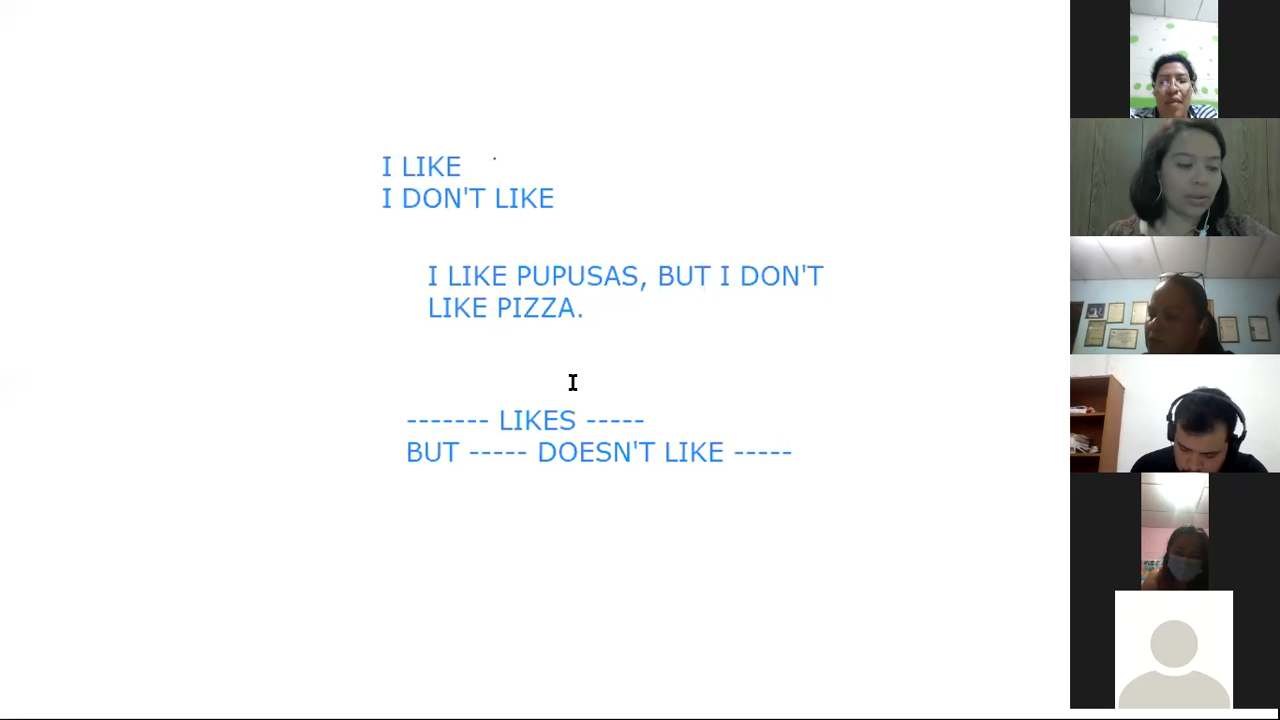 I LIKE
I DON'T LIKE
I LIKE PUPUSAS, BUT I DON'T
LIKE PIZZA.
------- LIKES -----
BUT ----- DOESN'T LIKE -----